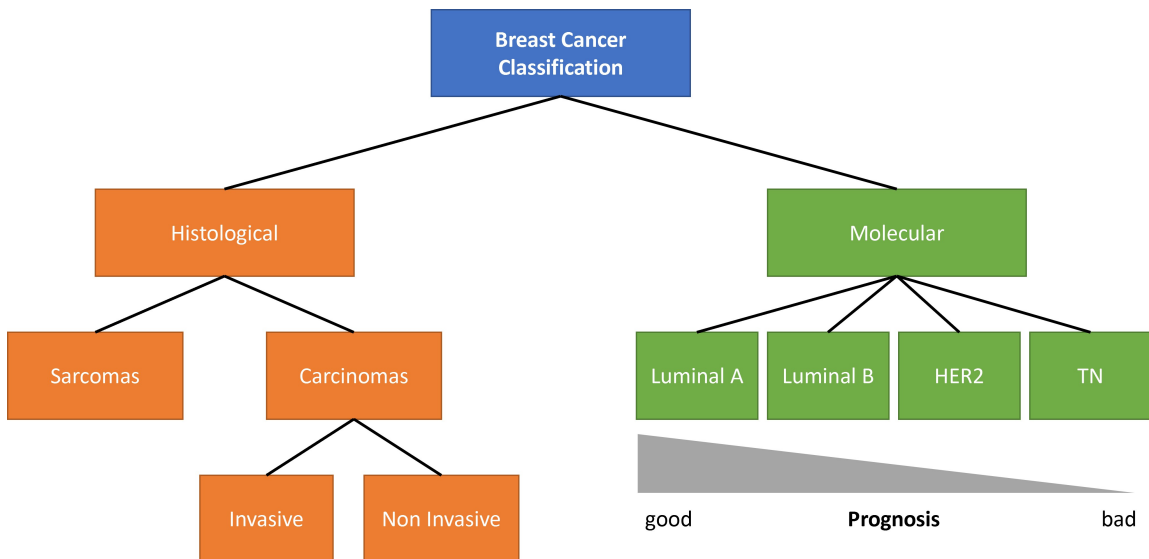 Breast Cancer
Classification
Histological
Molecular
Sarcomas
Carcinomas
Luminal A
Luminal B
HER2
TN
Invasive
Non Invasive
good
Prognosis
bad